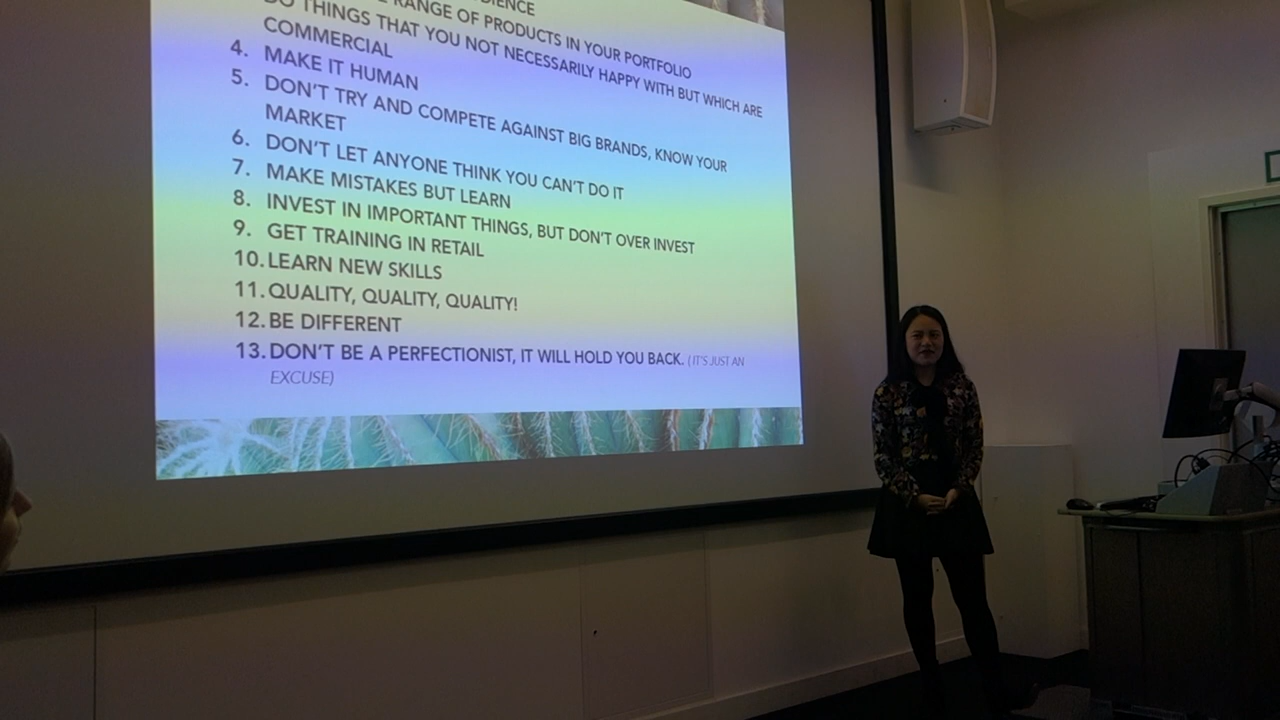 RANGE OF PRODUCTS IN YOUR PORTFOLIO
DO THINGS THAT YOU NOT NECESSARILY HAPPY WITH BUT WHICH ARE
COMMERCIAL
4. MAKE IT HUMAN
5. DON'T TRY AND COMPETE AGAINST BIG BRANDS, KNOW YOUR
MARKET
6. DON'T LET ANYONE THINK YOU CAN'T DO IT
7. MAKE MISTAKES BUT LEARN
8. INVEST IN IMPORTANT THINGS, BUT DON'T OVER INVEST
9. GET TRAINING IN RETAIL
10. LEARN NEW SKILLS
11. QUALITY, QUALITY, QUALITY!
12. BE DIFFERENT
13. DON'T BE A PERFECTIONIST, IT WILL HOLD YOU BACK. (IT'S JUST AN
EXCUSE)